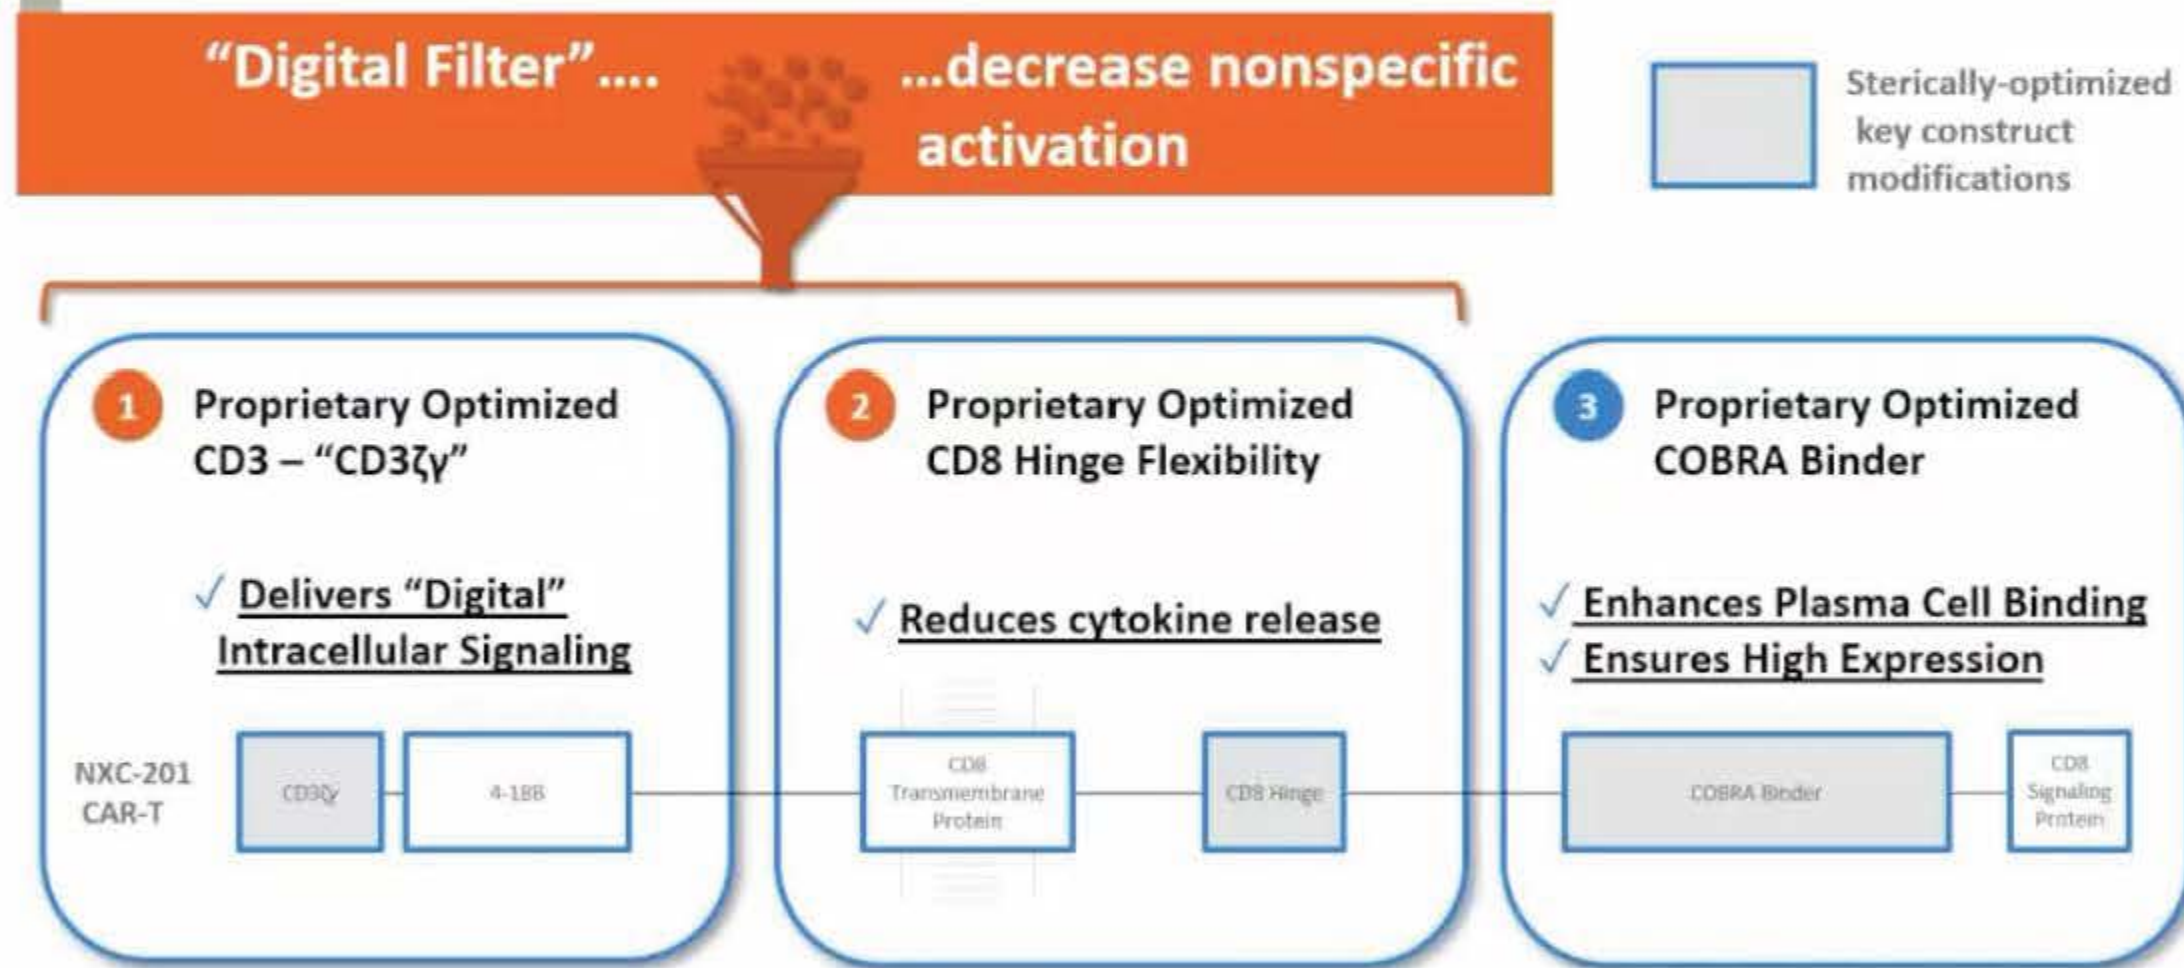 “Digital Filter”....
...decrease nonspecific
activation
Sterically-optimized
key construct
modifications
1
Proprietary Optimized
CD3 – “CD3ζγ”
✓ Delivers “Digital”
Intracellular Signaling
2
Proprietary Optimized
CD8 Hinge Flexibility
✓ Reduces cytokine release
3
Proprietary Optimized
COBRA Binder
✓ Enhances Plasma Cell Binding
✓ Ensures High Expression
NXC-201
CAR-T
CD3ζγ
4-1BB
CD8
Transmembrane
Protein
CD8 Hinge
COBRA Binder
CD8
Signaling
Protein